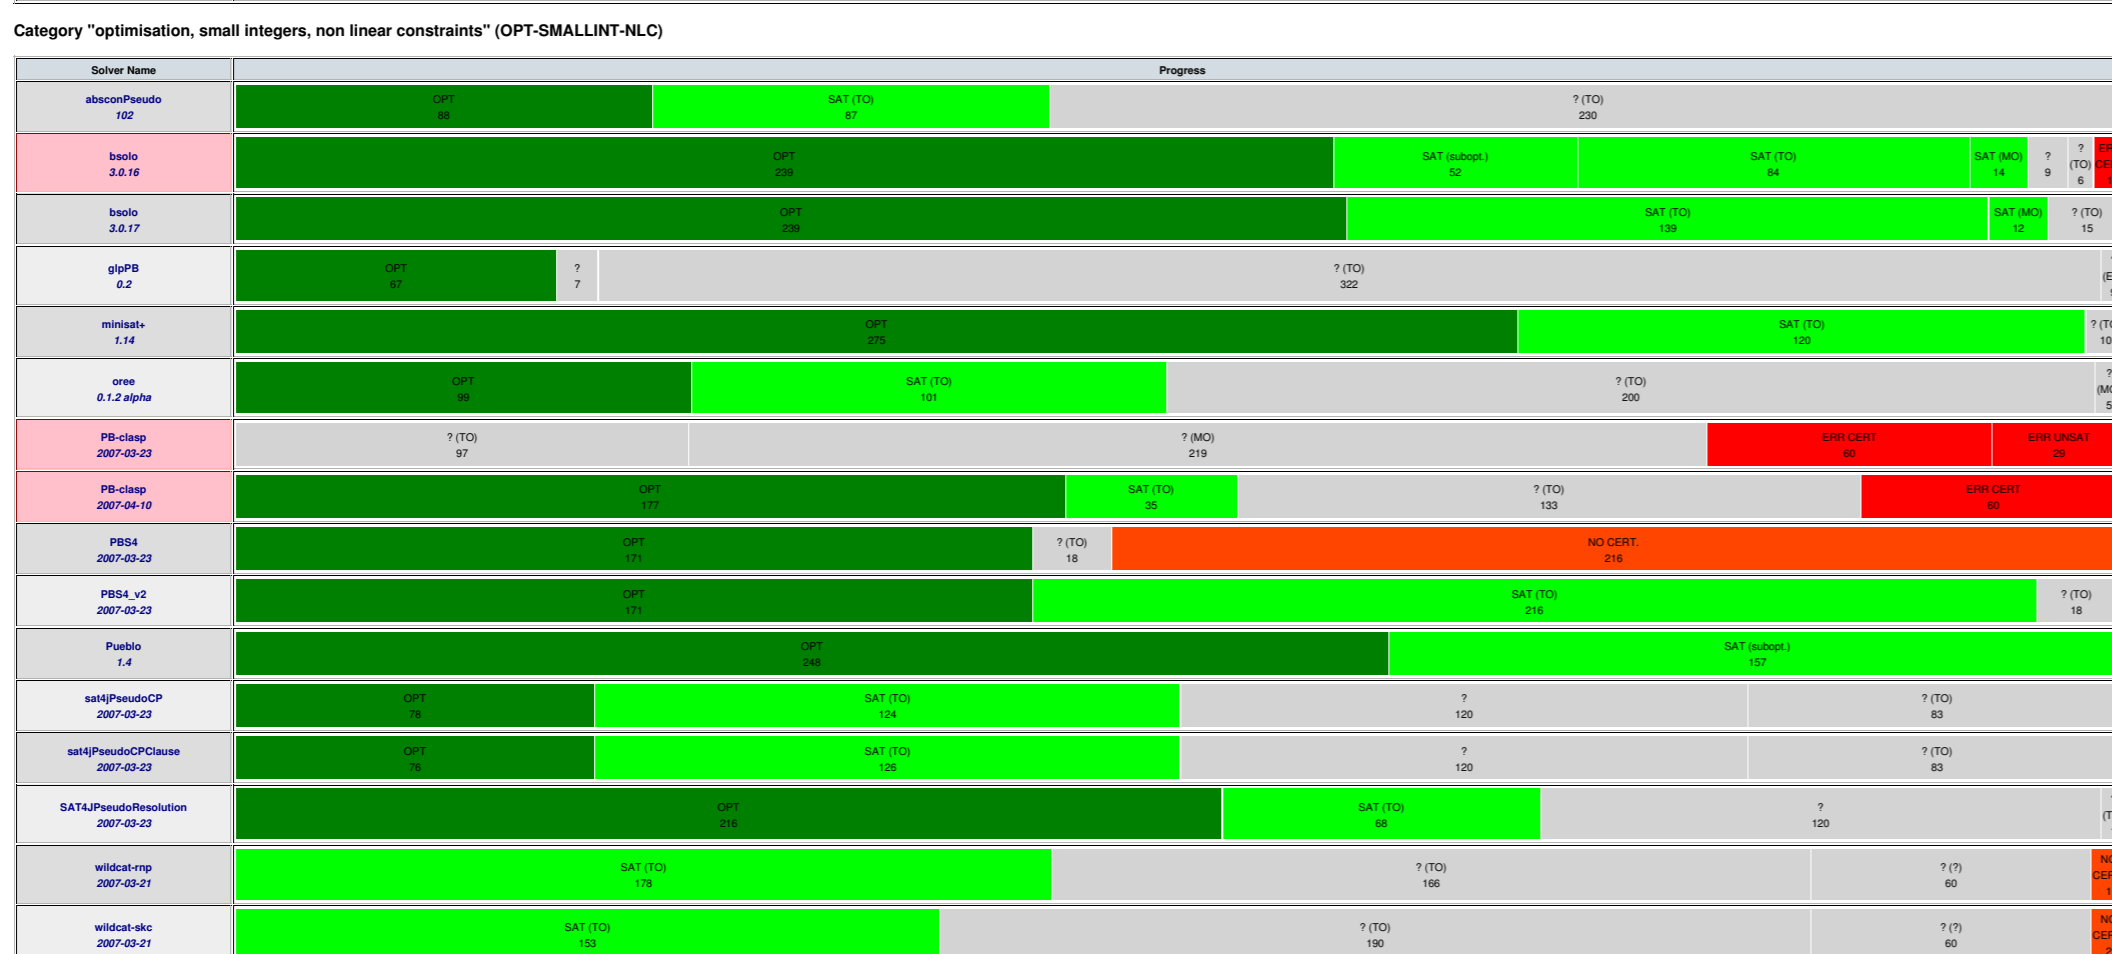 Category "optimisation, small integers, non linear constraints" (OPT-SMALLINT-NLC)
Solver Name Progress
absconPseudo OPT SAT (TO) ? (TO)
102 88 87 230
bsolo OPT SAT (subopt.) SAT (TO) SAT (MO) ? ? (TO)
3.0.16 239 52 84 14 9 6
bsolo OPT SAT (TO) SAT (MO) ? (TO)
3.0.17 239 139 12 15
glpPB OPT ? ? (TO)
0.2 67 7 322
minisat+ OPT SAT (TO) ?
1.14 275 120 10
oree OPT SAT (TO) ? (TO) ?
0.1.2 alpha 99 101 200 5
PB-clasp ? (TO) ? (MO) ERR CERT ERR UNSAT
2007-03-23 97 219 60 29
PB-clasp OPT SAT (TO) ? (TO) ERR CERT
2007-04-10 177 35 133 60
PBS4 OPT ? (TO) NO CERT.
2007-03-23 171 18 216
PBS4_v2 OPT SAT (TO) ? (TO)
2007-03-23 171 216 18
Pueblo OPT SAT (subopt.)
1.4 248 157
sat4jPseudoCP OPT SAT (TO) ? ? (TO)
2007-03-23 78 124 120 83
sat4jPseudoCPClause OPT SAT (TO) ? ? (TO)
2007-03-23 76 126 120 83
SAT4JPseudoResolution OPT SAT (TO) ?
2007-03-23 216 68 120
wildcat-rnp SAT (TO) ? (TO) ? (?)
2007-03-21 178 166 60
wildcat-skc SAT (TO) ? (TO) ? (?)
2007-03-21 153 190 60